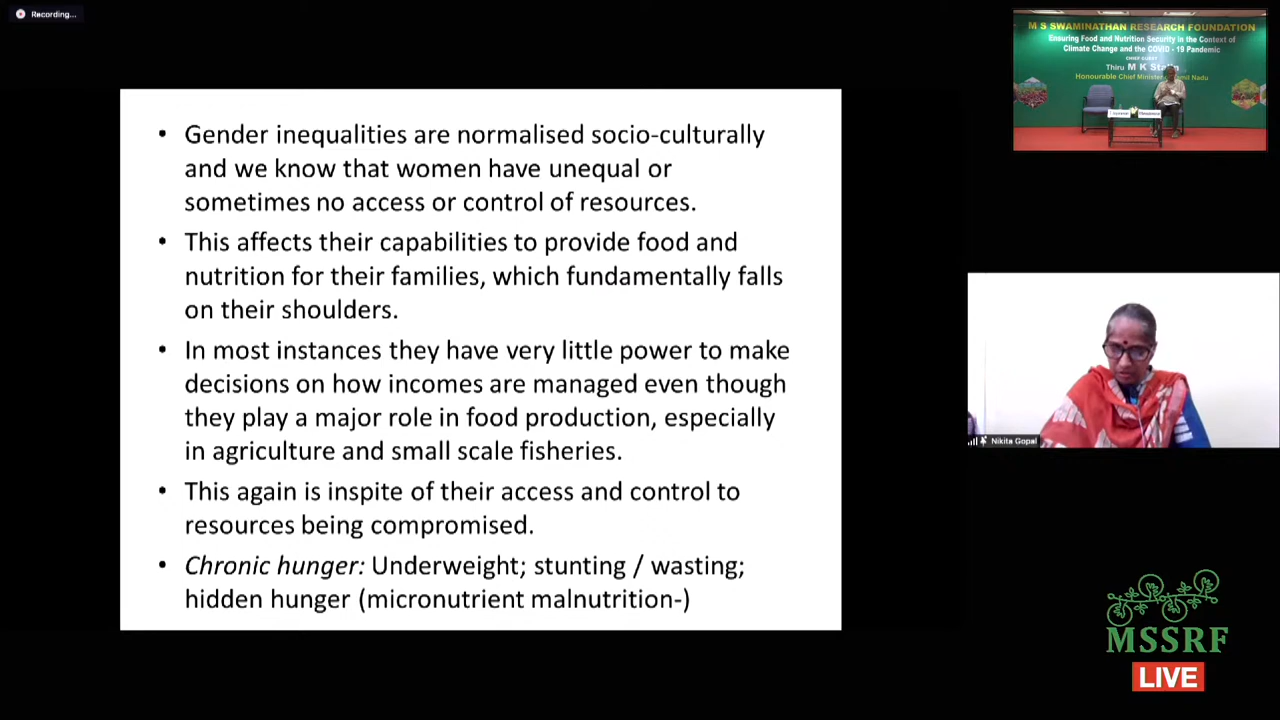 Recording...
• Gender inequalities are normalised socio-culturally
and we know that women have unequal or
sometimes no access or control of resources.
• This affects their capabilities to provide food and
nutrition for their families, which fundamentally falls
on their shoulders.
• In most instances they have very little power to make
decisions on how incomes are managed even though
they play a major role in food production, especially
in agriculture and small scale fisheries.
• This again is inspite of their access and control to
resources being compromised.
• Chronic hunger: Underweight; stunting / wasting;
hidden hunger (micronutrient malnutrition-)
M S SWAMINATHAN RESEARCH FOUNDATION
Ensuring Food and Nutrition Security in the Context of
Climate Change and the COVID - 19 Pandemic
CHIEF GUEST
Thiru M K Stalin
Honourable Chief Nadu
Nikita Gopal
MSSRF
LIVE